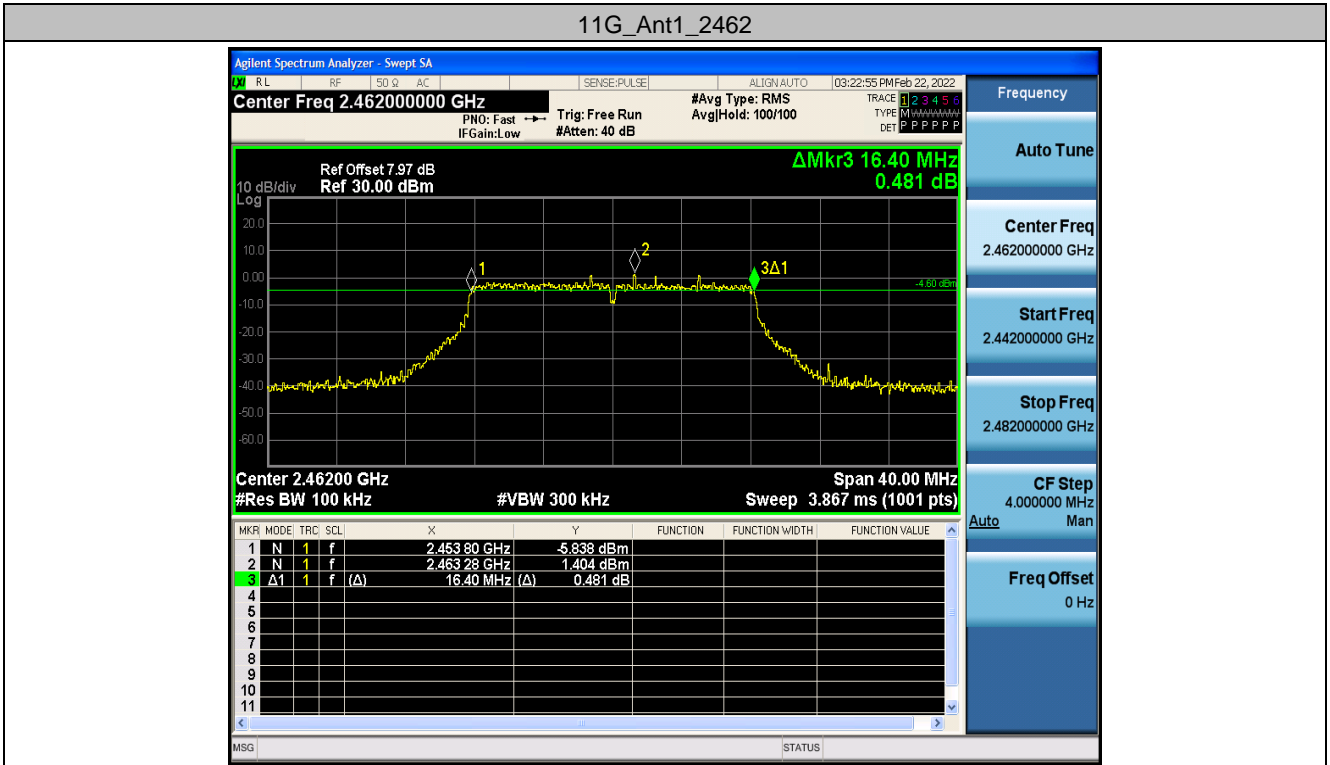 11G_Ant1_2462
Agilent Spectrum Analyzer - Swept SA
LXI RL RF 50 Ω AC SENSE:PULSE ALIGN AUTO 03:22:55 PM Feb 22, 2022
Center Freq 2.462000000 GHz
PNO: Fast
IFGain:Low
Trig: Free Run
#Atten: 40 dB
#Avg Type: RMS
Avg|Hold: 100/100
TRACE 1 2 3 4 5 6
TYPE M WWWWW
DET P P P P P P
Frequency
Auto Tune
Center Freq
2.462000000 GHz
Start Freq
2.442000000 GHz
Stop Freq
2.482000000 GHz
CF Step
4.000000 MHz
Auto Man
Freq Offset
0 Hz
ΔMkr3 16.40 MHz
0.481 dB
Ref Offset 7.97 dB
10 dB/div Ref 30.00 dBm
Log
20.0
10.0
0.00
-10.0
-20.0
-30.0
-40.0
-50.0
-60.0
1
2
3Δ1
-4.60 dBm
Center 2.46200 GHz Span 40.00 MHz
#Res BW 100 kHz #VBW 300 kHz Sweep 3.867 ms (1001 pts)
MKR MODE TRC SCL X Y FUNCTION FUNCTION WIDTH FUNCTION VALUE
1 N 1 f 2.453 80 GHz -5.838 dBm
2 N 1 f 2.463 28 GHz 1.404 dBm
3 Δ1 1 f (Δ) 16.40 MHz (Δ) 0.481 dB
4
5
6
7
8
9
10
11
MSG STATUS